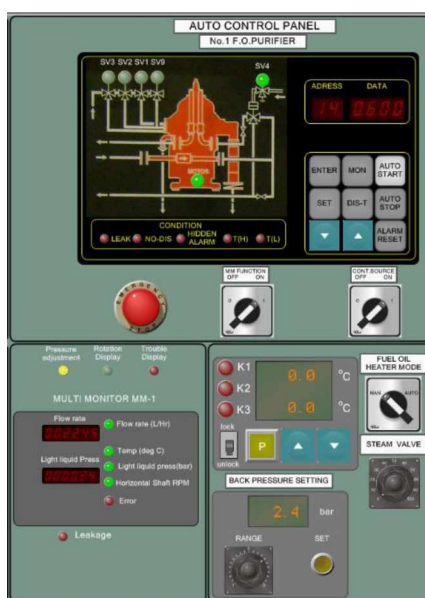 AUTO CONTROL PANEL
No.1 F.O.PURIFIER
SV3 SV2 SV1 SV9
SV4
MOTOR
CONDITION
LEAK NO-DIS HIDDEN ALARM T(H) T(L)
ADRESS DATA
14 0600
ENTER MON AUTO START
SET DIS-T AUTO STOP
ALARM RESET
EMERGENCY
MM FUNCTION
OFF ON
CONT.SOURCE
OFF ON
Pressure adjustment
Rotation Display
Trouble Display
MULTI MONITOR MM-1
Flow rate
Flow rate (L/Hr)
Temp (deg C)
Light liquid Press
Light liquid press(bar)
Horizontal Shaft RPM
Error
Leakage
K1
K2
K3
0.0 °C
0.0 °C
lock
unlock
P
FUEL OIL HEATER MODE
MAN AUTO
STEAM VALVE
BACK PRESSURE SETTING
2.4 bar
RANGE
SET